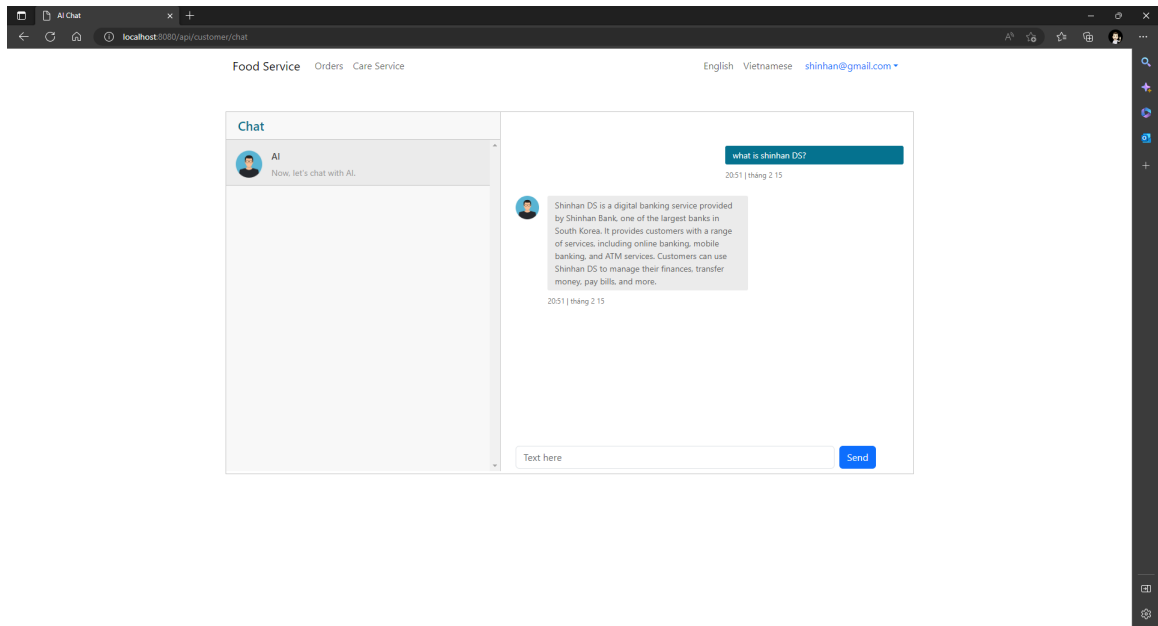 AI Chat
localhost:8080/api/customer/chat
Food Service Orders Care Service English Vietnamese shinhan@gmail.com
Chat
AI
Now, let's chat with AI.
what is shinhan DS?
20:51 | tháng 2 15
Shinhan DS is a digital banking service provided
by Shinhan Bank, one of the largest banks in
South Korea. It provides customers with a range
of services, including online banking, mobile
banking, and ATM services. Customers can use
Shinhan DS to manage their finances, transfer
money, pay bills, and more.
20:51 | tháng 2 15
Text here
Send